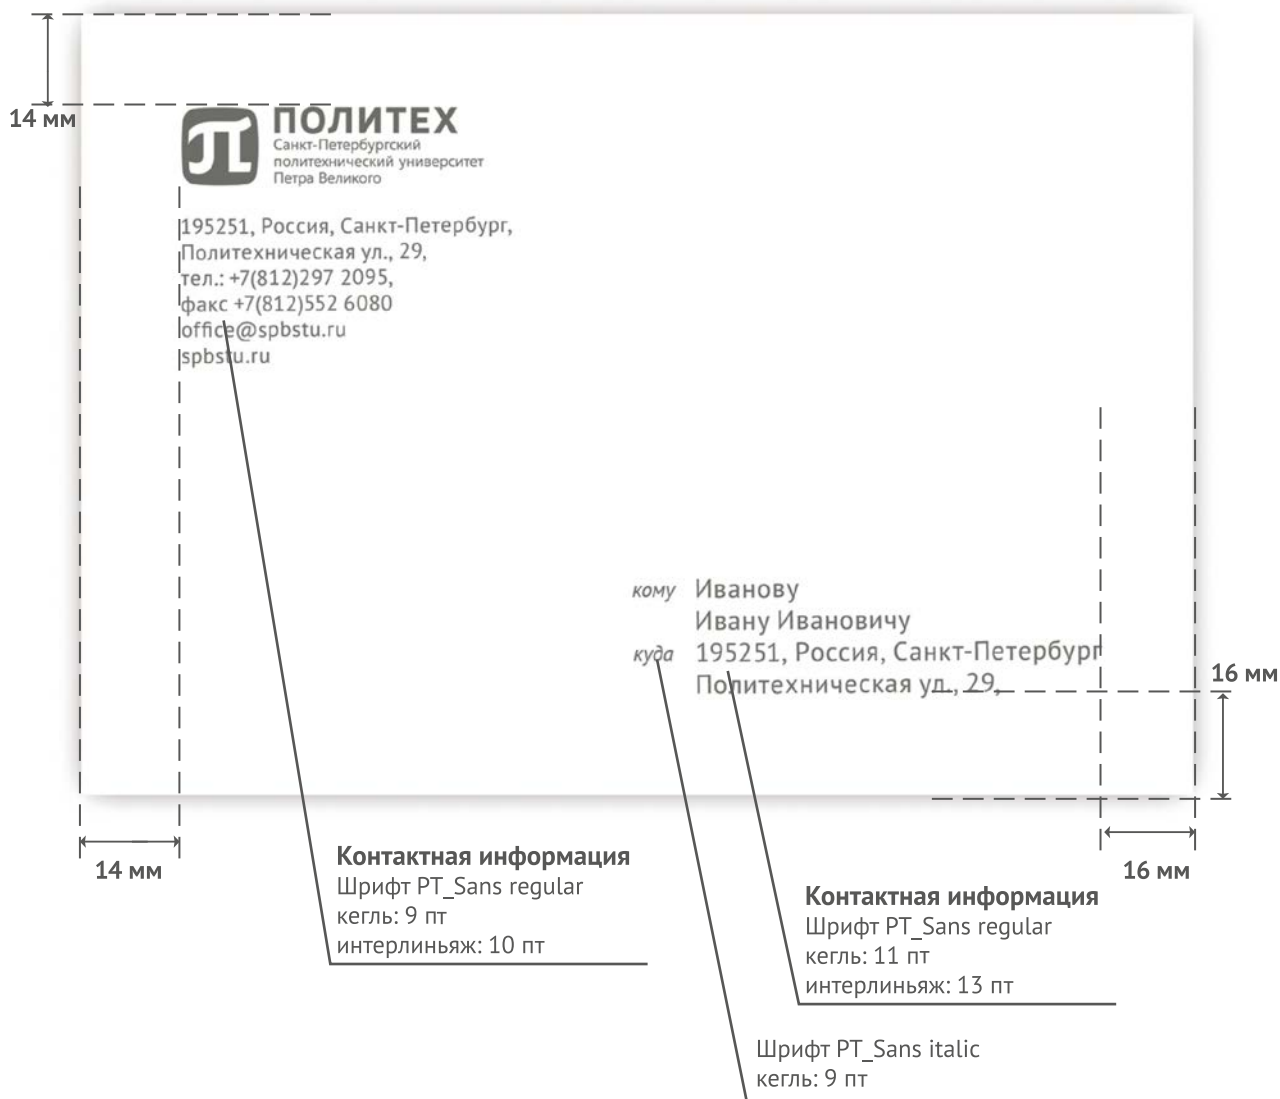 14 мм
ПОЛИТЕХ
Санкт-Петербургский
политехнический университет
Петра Великого
195251, Россия, Санкт-Петербург,
Политехническая ул., 29,
тел.: +7(812)297 2095,
факс +7(812)552 6080
office@spbstu.ru
spbstu.ru
кому Иванову
Ивану Ивановичу
куда 195251, Россия, Санкт-Петербург
Политехническая ул., 29,
16 мм
14 мм
16 мм
Контактная информация
Шрифт PT_Sans regular
кегль: 9 пт
интерлиньяж: 10 пт
Контактная информация
Шрифт PT_Sans regular
кегль: 11 пт
интерлиньяж: 13 пт
Шрифт PT_Sans italic
кегль: 9 пт